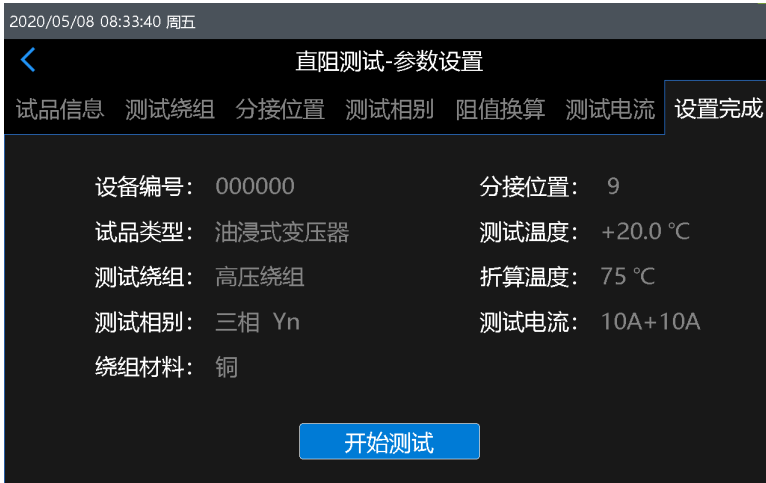 2020/05/08 08:33:40 周五
直阻测试-参数设置
试品信息 测试绕组 分接位置 测试相别 阻值换算 测试电流 设置完成
设备编号： 000000 分接位置： 9
试品类型： 油浸式变压器 测试温度： +20.0 ℃
测试绕组： 高压绕组 折算温度： 75 ℃
测试相别： 三相 Yn 测试电流： 10A+10A
绕组材料： 铜
开始测试